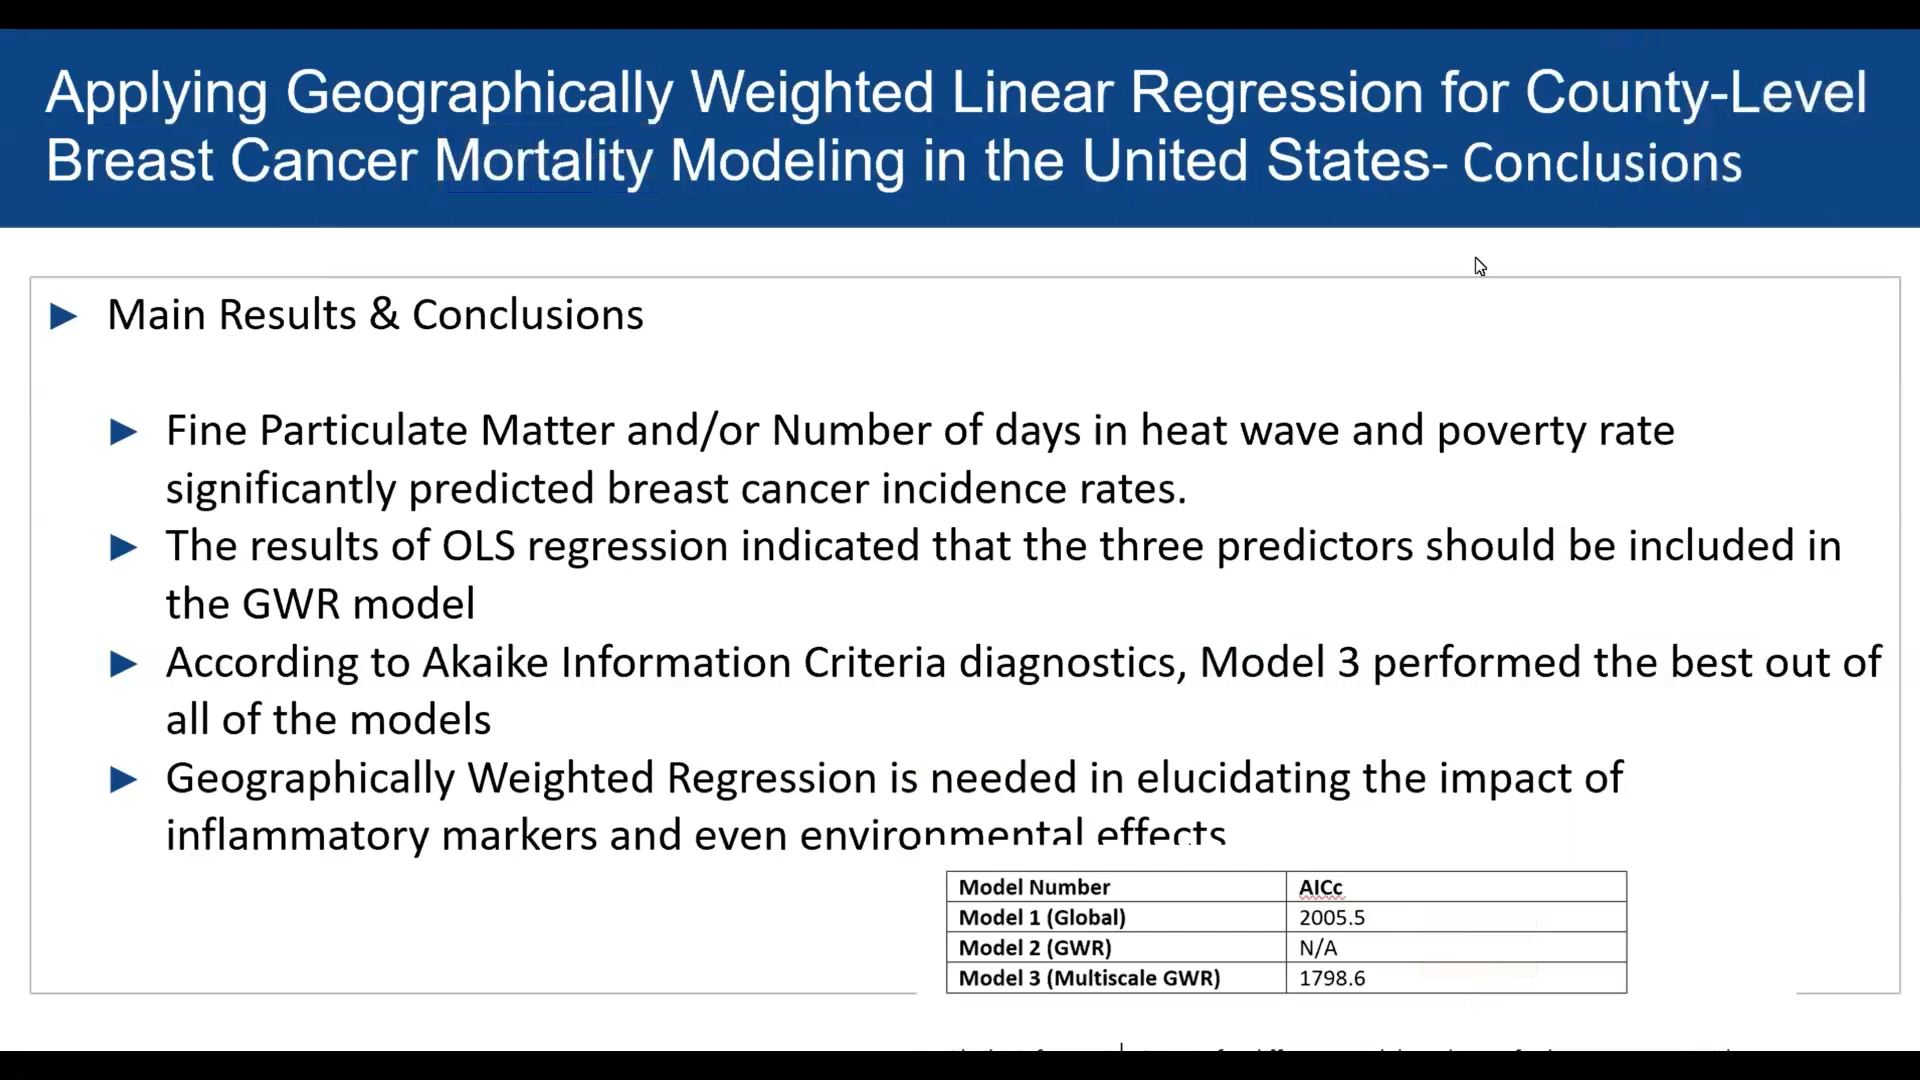 Applying Geographically Weighted Linear Regression for County-Level
Breast Cancer Mortality Modeling in the United States- Conclusions
Main Results & Conclusions
Fine Particulate Matter and/or Number of days in heat wave and poverty rate
significantly predicted breast cancer incidence rates.
The results of OLS regression indicated that the three predictors should be included in
the GWR model
According to Akaike Information Criteria diagnostics, Model 3 performed the best out of
all of the models
Geographically Weighted Regression is needed in elucidating the impact of
inflammatory markers and even environmental effects
Model Number AICc
Model 1 (Global) 2005.5
Model 2 (GWR) N/A
Model 3 (Multiscale GWR) 1798.6